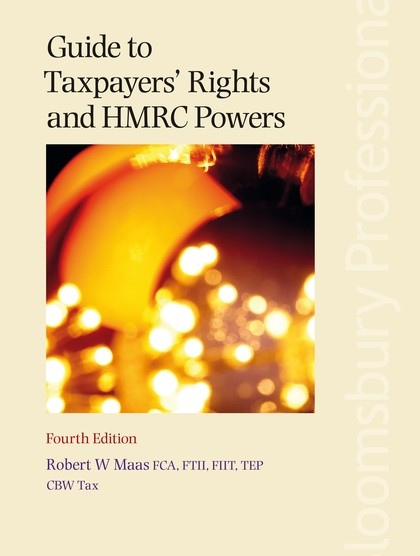 Guide to
Taxpayers' Rights
and HMRC Powers
Fourth Edition
Robert W Maas FCA, FTII, FIIT, TEP
CBW Tax
loomsbury Professiona